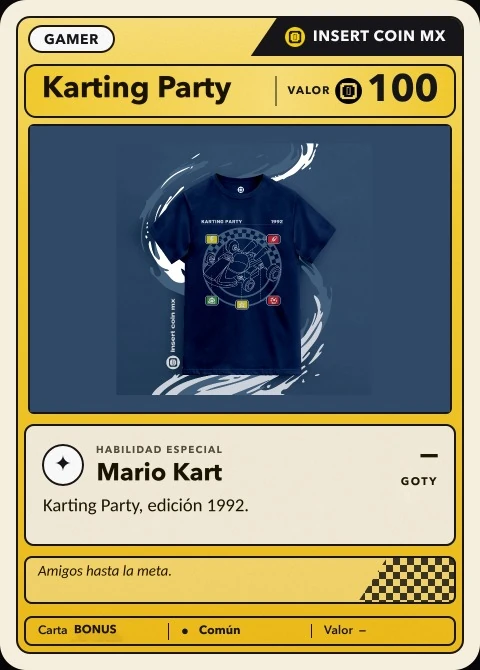 GAMER
INSERT COIN MX
Karting Party
VALOR 100
KARTING PARTY 1992
insert coin mx
HABILIDAD ESPECIAL
Mario Kart
—
GOTY
Karting Party, edición 1992.
Amigos hasta la meta.
Carta BONUS • Común Valor –